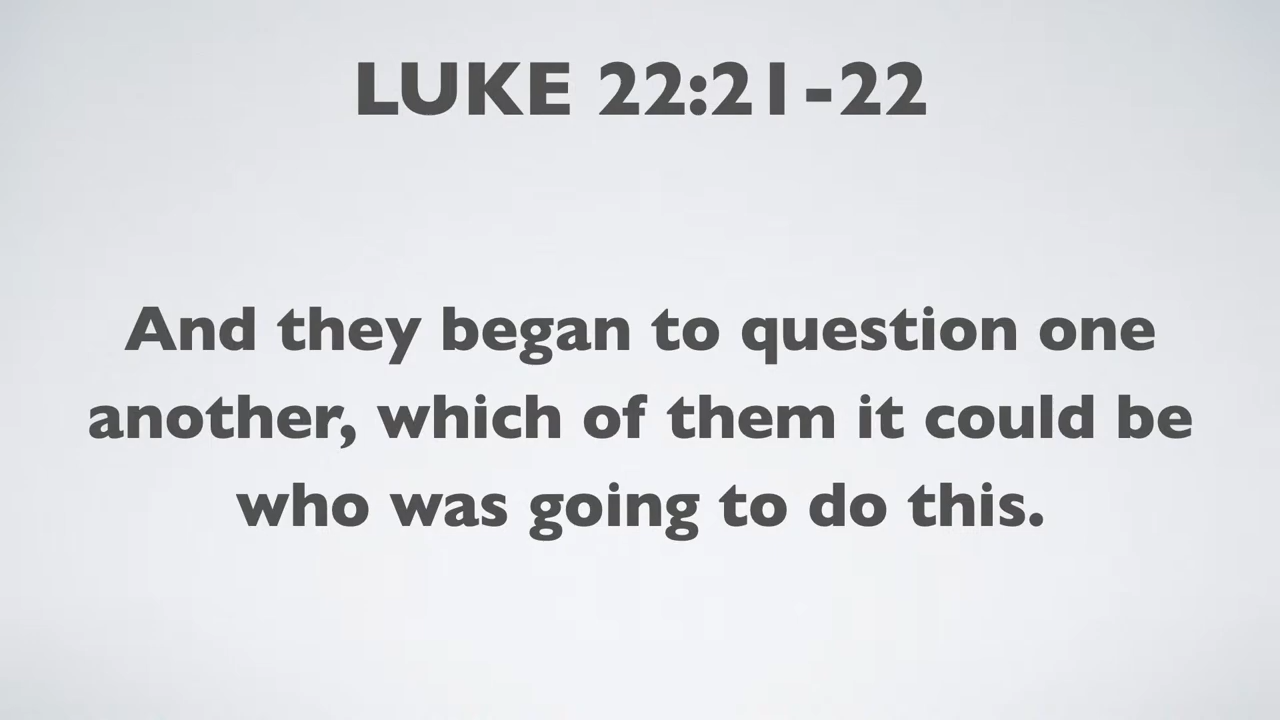 LUKE 22:21-22
And they began to question one
another, which of them it could be
who was going to do this.